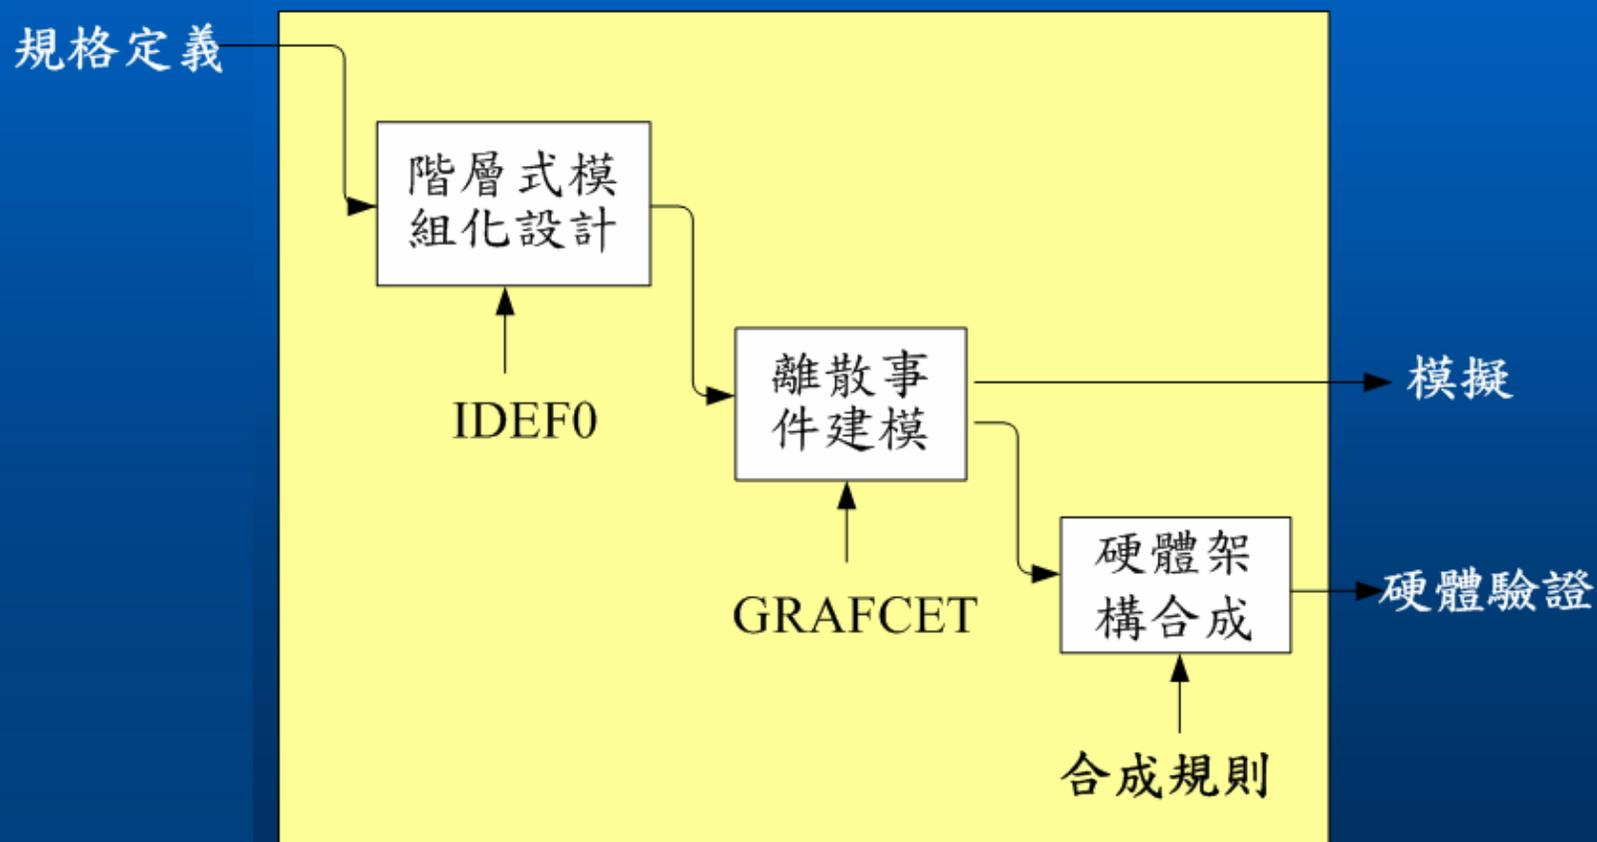 規格定義
階層式模
組化設計
IDEF0
離散事
件建模
模擬
GRAFCET
硬體架
構合成
硬體驗證
合成規則